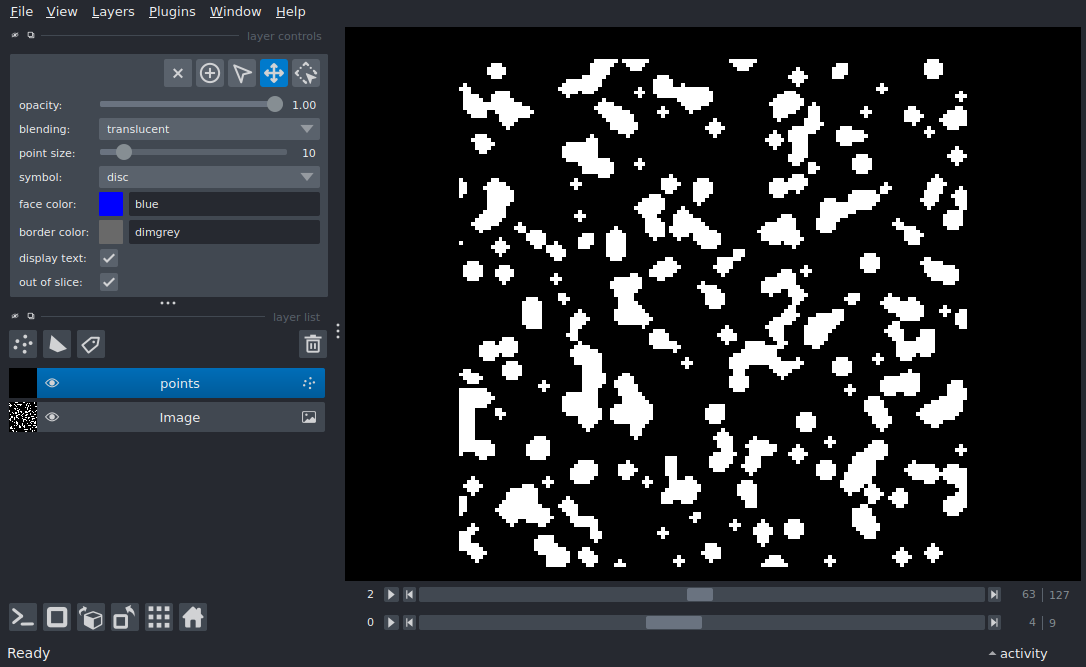 File View Layers Plugins Window Help
layer controls
opacity: 1.00
blending: translucent
point size: 10
symbol: disc
face color: blue
border color: dimgrey
display text:
out of slice:
layer list
points
Image
2 63 127
0 4 9
Ready activity